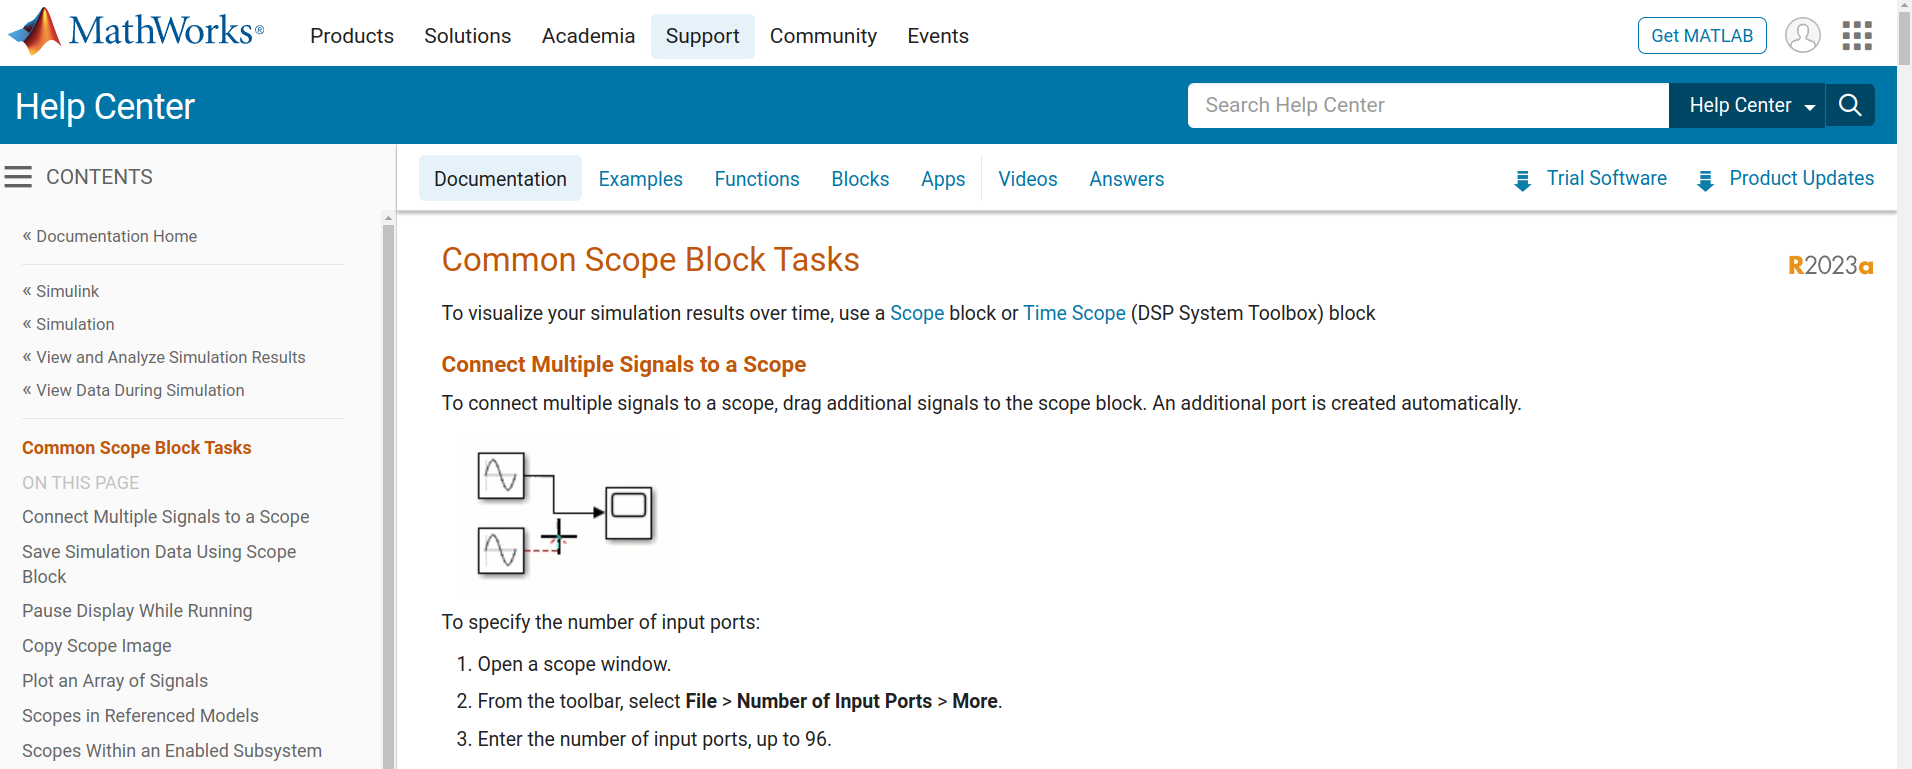 MathWorks®
Products Solutions Academia Support Community Events
Get MATLAB
Help Center
Search Help Center
Help Center
CONTENTS
« Documentation Home
« Simulink
« Simulation
« View and Analyze Simulation Results
« View Data During Simulation
Common Scope Block Tasks
ON THIS PAGE
Connect Multiple Signals to a Scope
Save Simulation Data Using Scope
Block
Pause Display While Running
Copy Scope Image
Plot an Array of Signals
Scopes in Referenced Models
Scopes Within an Enabled Subsystem
Documentation Examples Functions Blocks Apps Videos Answers
Trial Software Product Updates
Common Scope Block Tasks
R2023a
To visualize your simulation results over time, use a Scope block or Time Scope (DSP System Toolbox) block
Connect Multiple Signals to a Scope
To connect multiple signals to a scope, drag additional signals to the scope block. An additional port is created automatically.
To specify the number of input ports:
1. Open a scope window.
2. From the toolbar, select File > Number of Input Ports > More.
3. Enter the number of input ports, up to 96.